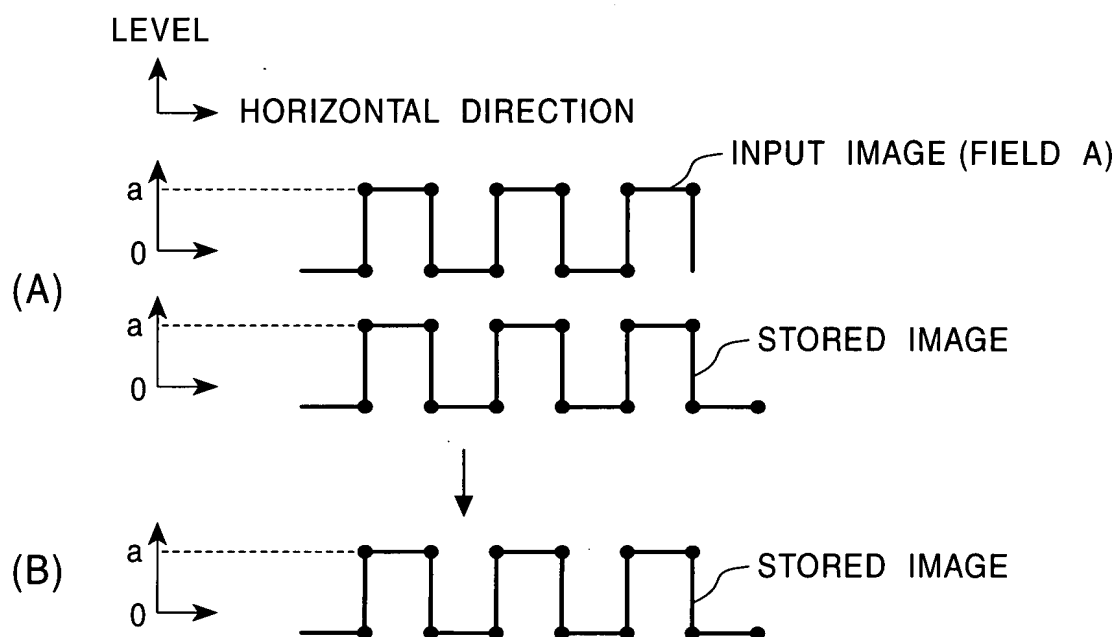 LEVEL
HORIZONTAL DIRECTION
INPUT IMAGE (FIELD A)
a
0
(A)
a
STORED IMAGE
0
a
(B)
STORED IMAGE
0